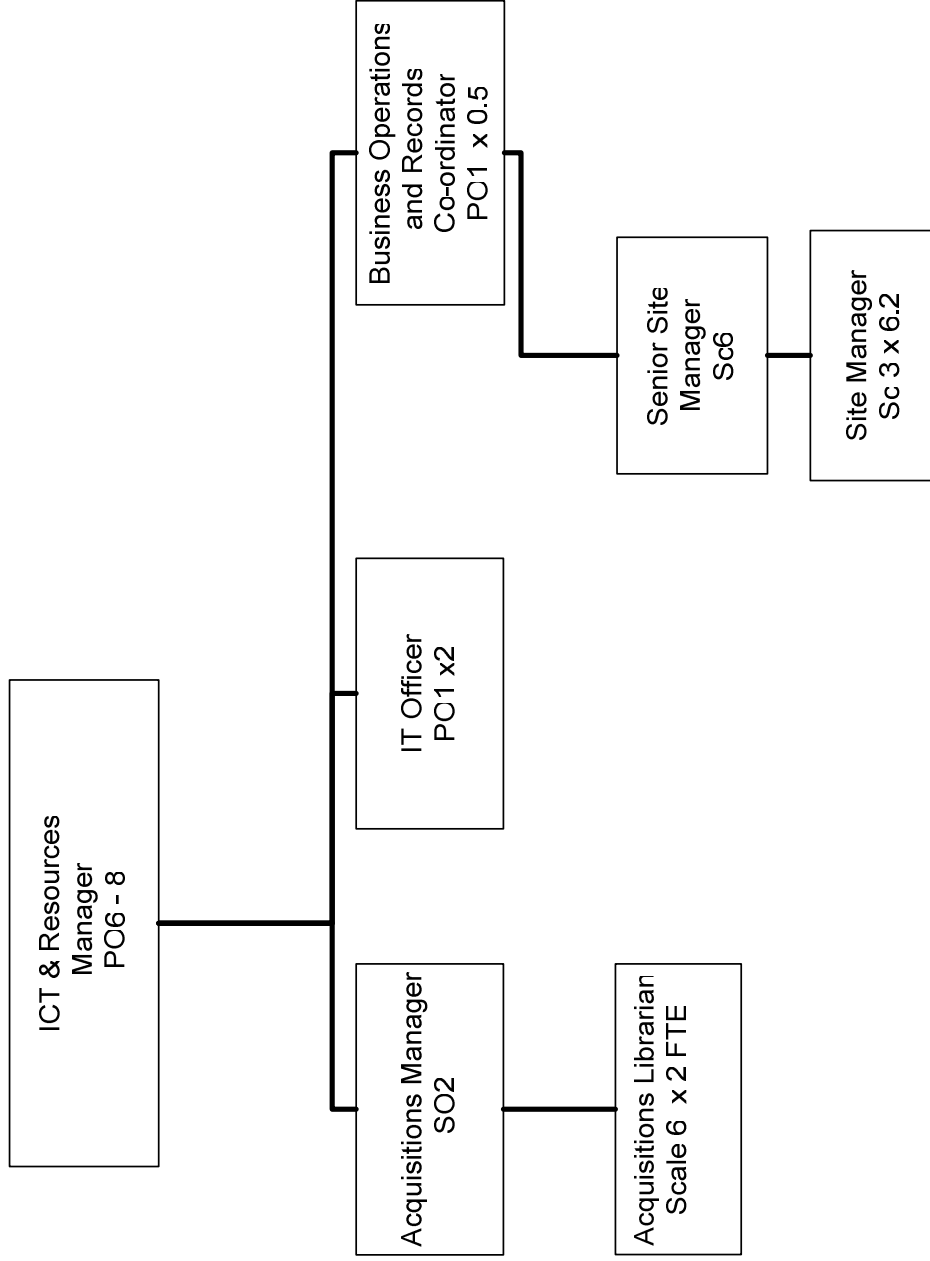 ICT & Resources
Manager
PO6 - 8
Acquisitions Manager
SO2
IT Officer
PO1 x2
Business Operations
and Records
Co-ordinator
PO1 x 0.5
Acquisitions Librarian
Scale 6 x 2 FTE
Senior Site
Manager
Sc6
Site Manager
Sc 3 x 6.2